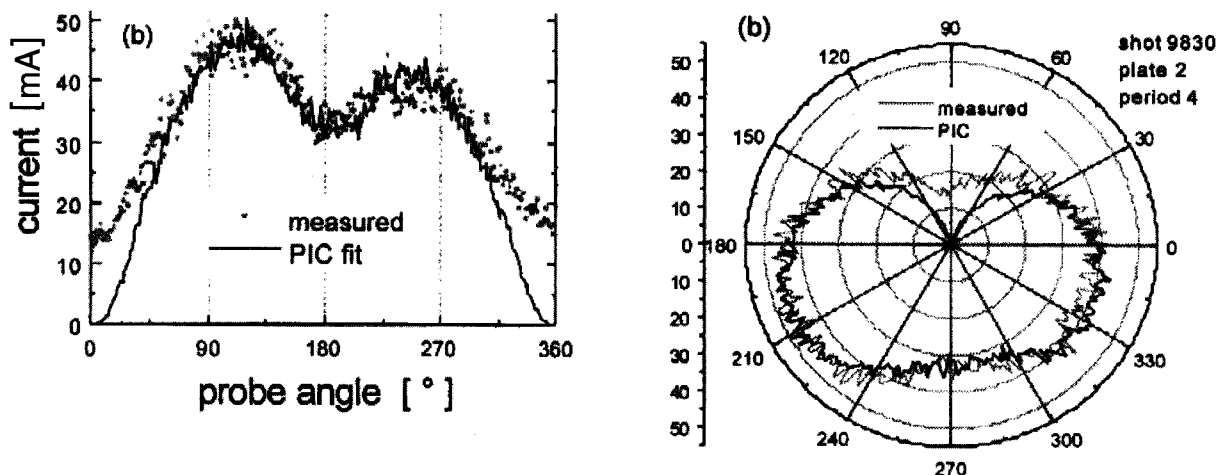 (b)
current [mA]
50
40
30
20
10
0
measured
PIC fit
0 90 180 270 360
probe angle [ ° ]
(b)
shot 9830
plate 2
period 4
measured
PIC
50
40
30
20
10
0
10
20
30
40
50
90
60
30
0
330
300
270
240
210
180
150
120